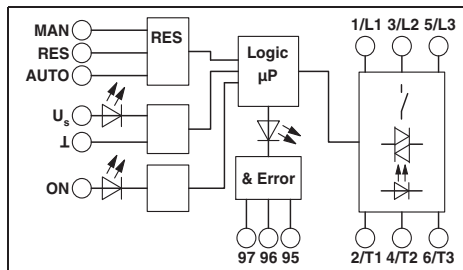 MAN
RES
AUTO
RES
Logic
µP
1/L1 3/L2 5/L3
Us
⊥
ON
& Error
97 96 95
2/T1 4/T2 6/T3